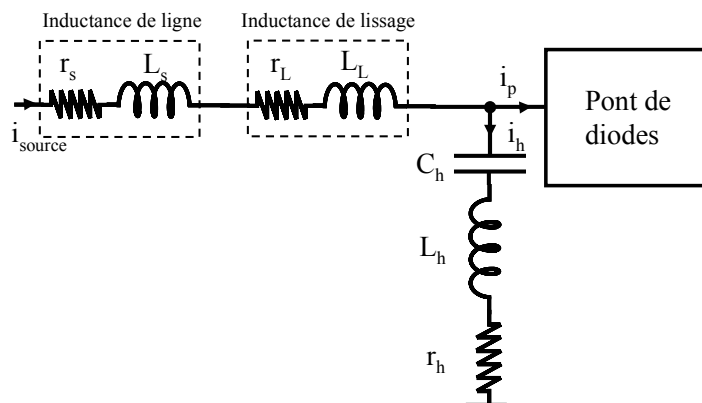 Inductance de ligne
Inductance de lissage
r_s
L_s
r_L
L_L
i_source
i_p
i_h
Pont de
diodes
C_h
L_h
r_h